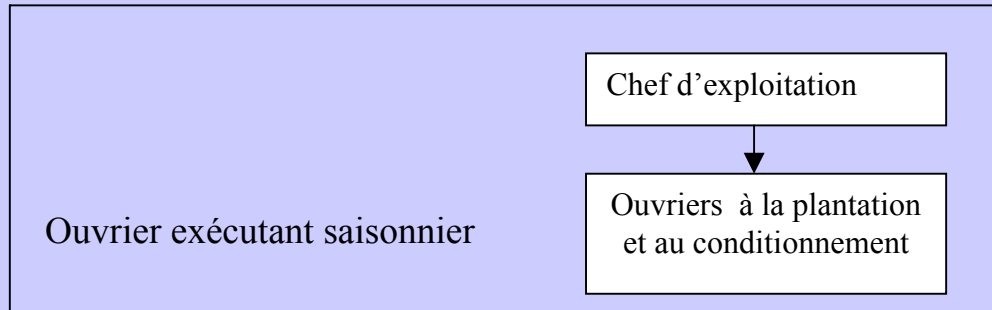 Chef d'exploitation
Ouvriers à la plantation
et au conditionnement
Ouvrier exécutant saisonnier